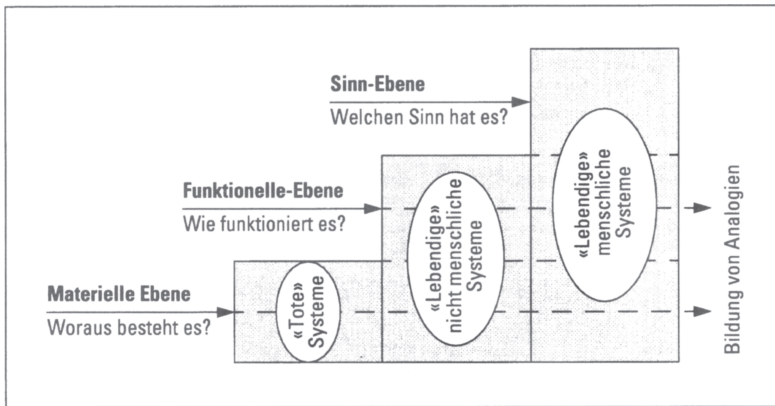 Sinn-Ebene
Welchen Sinn hat es?
Funktionelle-Ebene
Wie funktioniert es?
Materielle Ebene
Woraus besteht es?
«Tote»
Systeme
«Lebendige»
nicht menschliche
Systeme
«Lebendige»
menschliche
Systeme
Bildung von Analogien